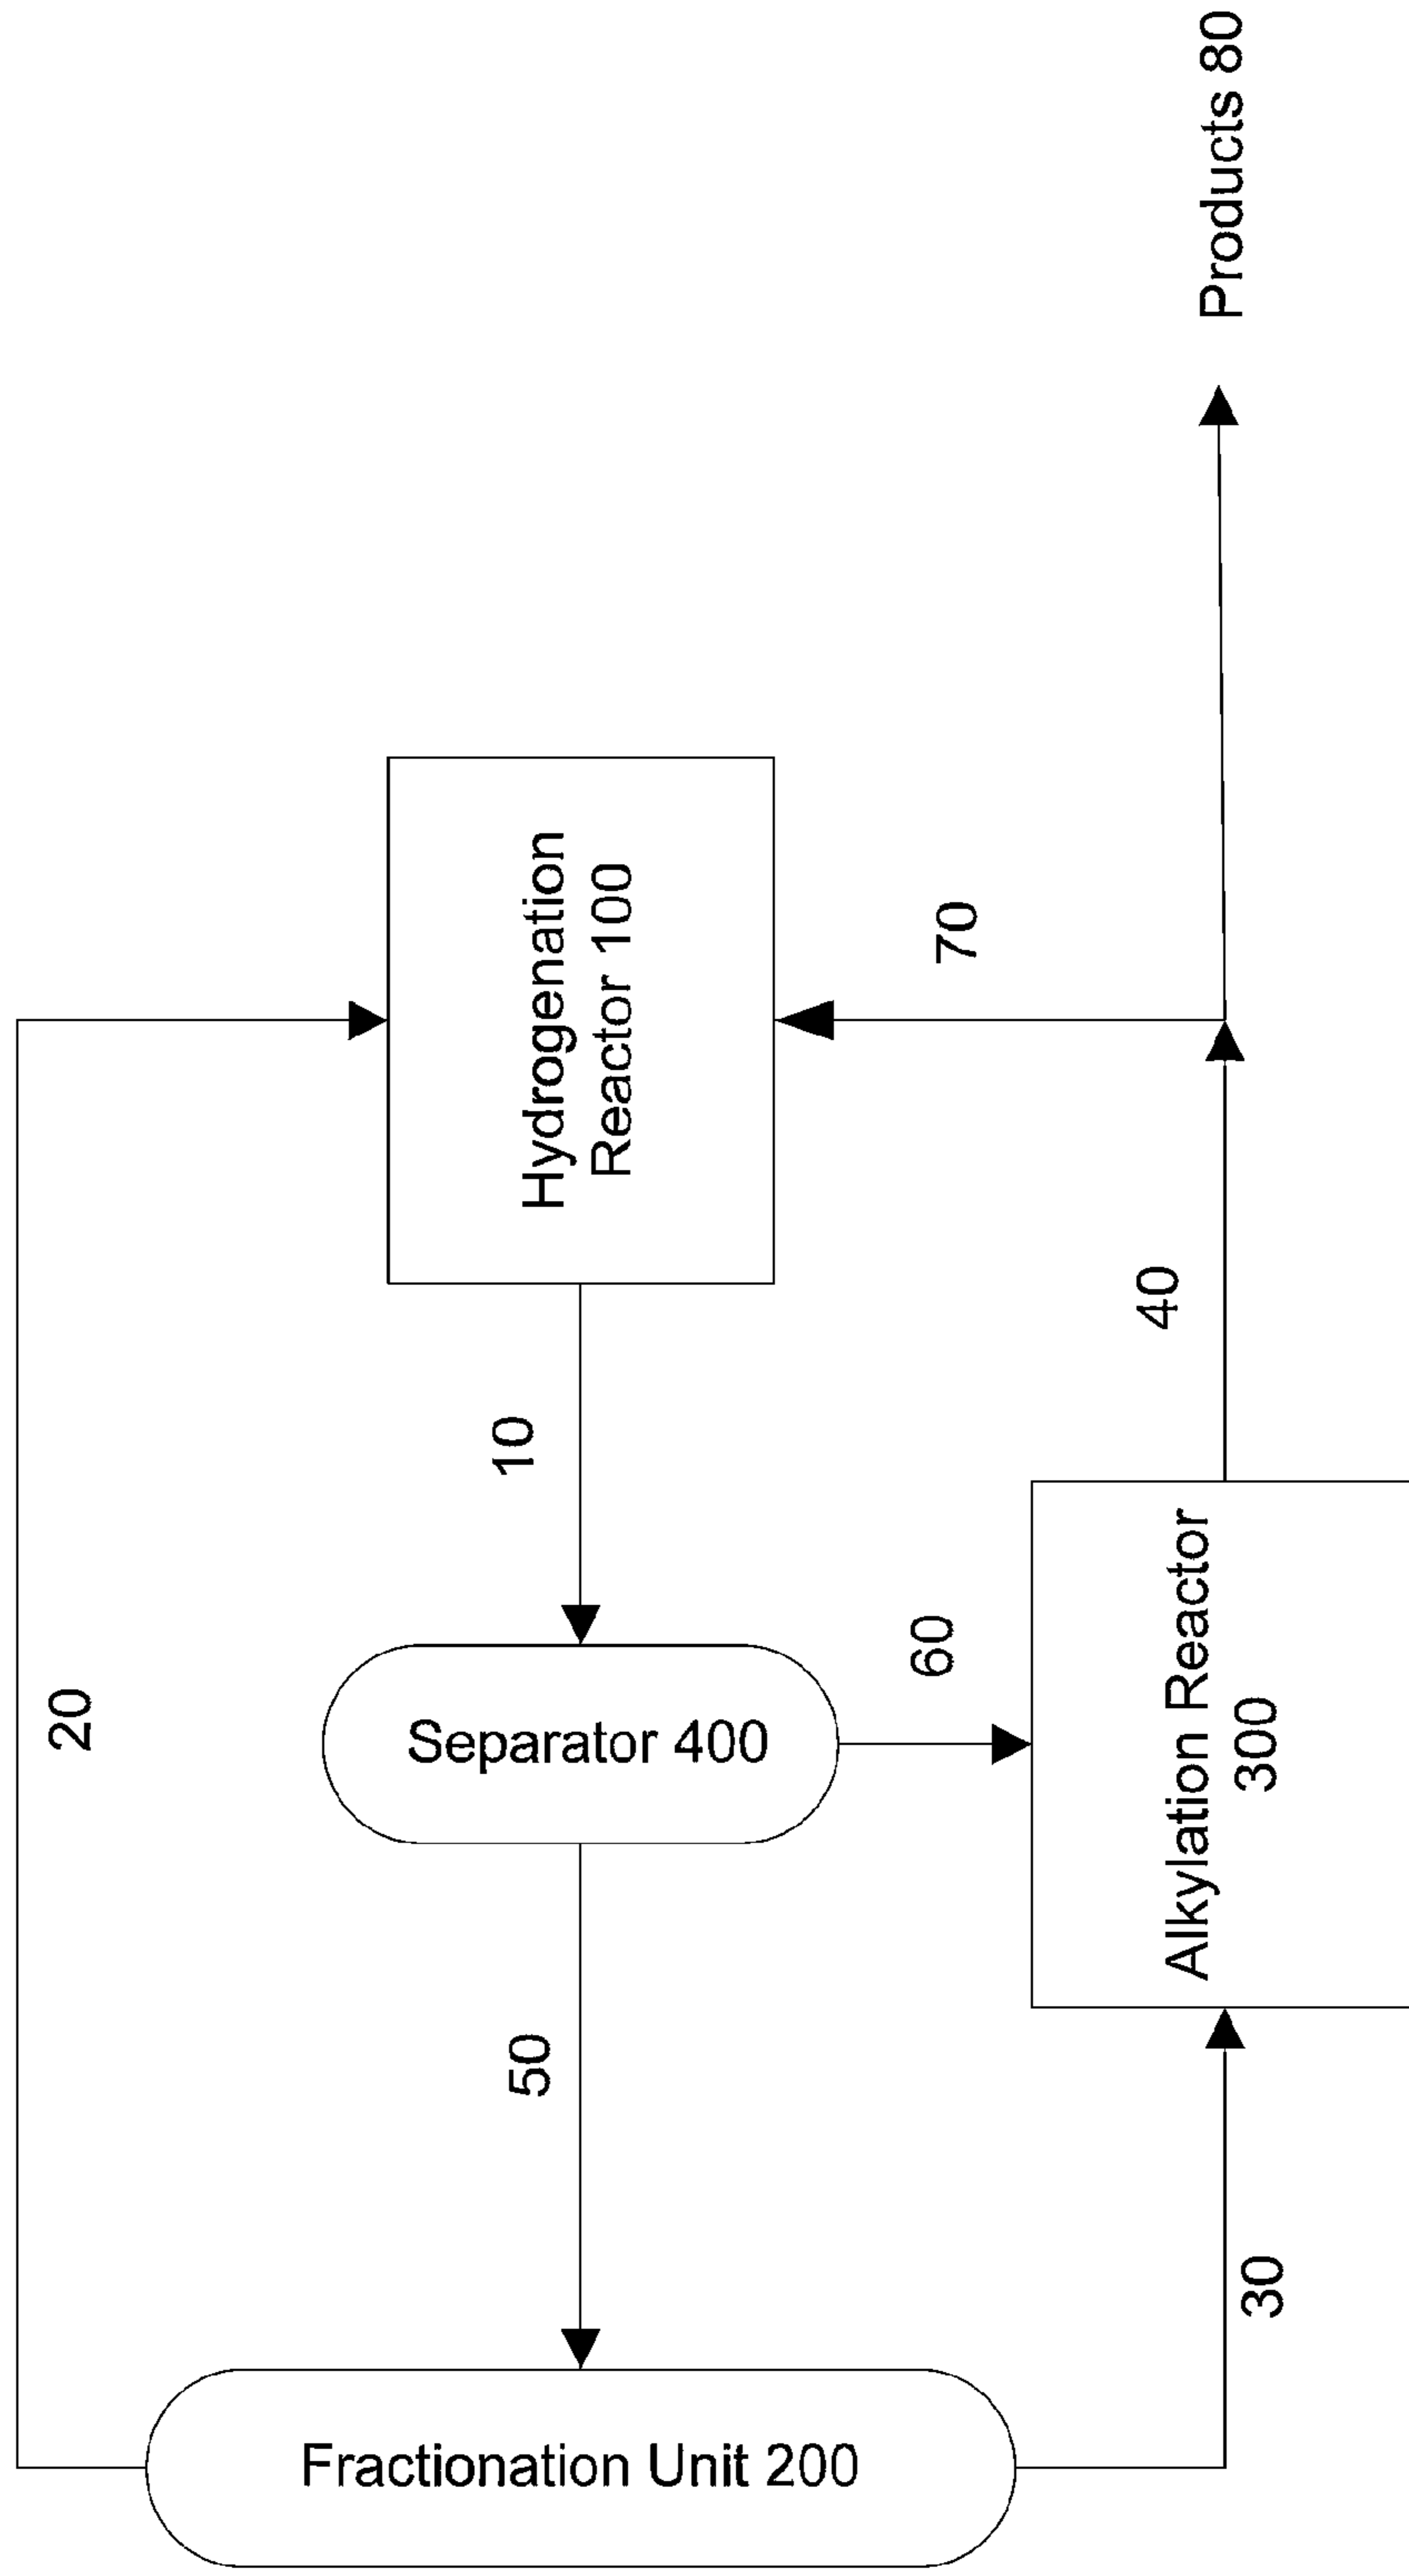 20
Hydrogenation
Reactor 100
Products 80
70
10
40
Separator 400
60
Alkylation Reactor
300
50
30
Fractionation Unit 200